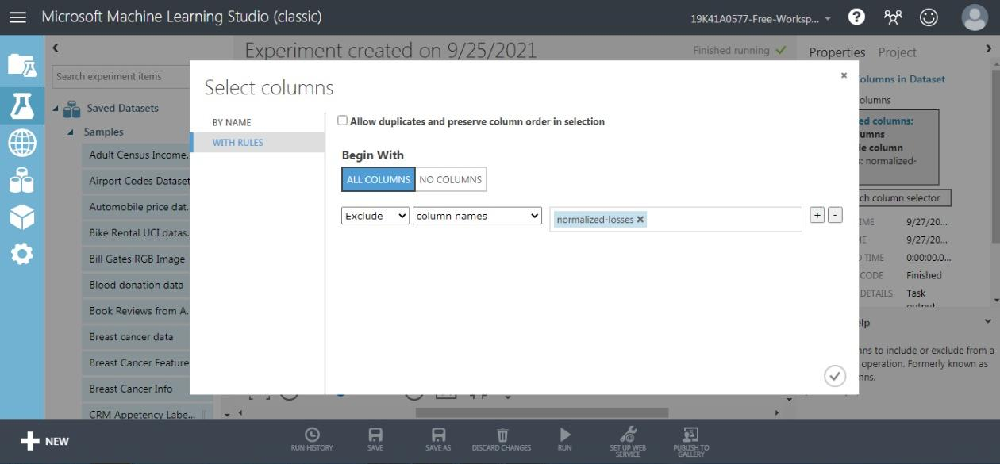 Microsoft Machine Learning Studio (classic)
19K41A0577-Free-Worksp...
Experiment created on 9/25/2021
Finished running
Properties Project
Search experiment items
Saved Datasets
Samples
Adult Census Income.
Airport Codes Dataset
Automobile price dat.
Bike Rental UCI datas.
Bill Gates RGB Image
Blood donation data
Book Reviews from A.
Breast cancer data
Breast Cancer Feature
Breast Cancer Info
CRM Appetency Labe...
Select columns
BY NAME
WITH RULES
Allow duplicates and preserve column order in selection
Begin With
ALL COLUMNS NO COLUMNS
Exclude column names normalized-losses + -
olumns in Dataset
olumns
ed columns:
umns
le column
s: normalized-
ch column selector
IME 9/27/20...
ME 9/27/20...
D TIME 0:00:00.0...
CODE Finished
DETAILS Task
output
elp
nns to include or exclude from a
operation. Formerly known as
mns.
NEW
RUN HISTORY
SAVE
SAVE AS
DISCARD CHANGES
RUN
SET UP WEB
SERVICE
PUBLISH TO
GALLERY